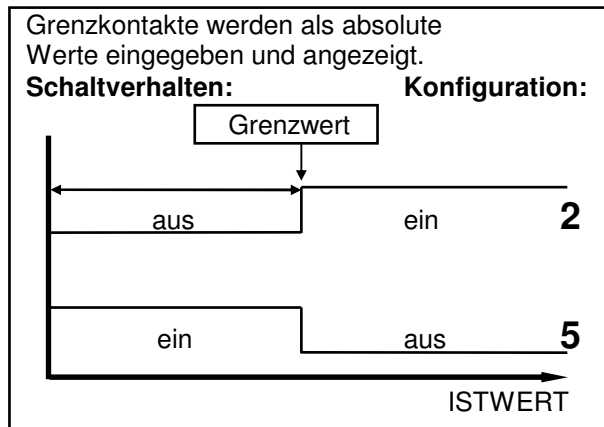 Grenzkontakte werden als absolute
Werte eingegeben und angezeigt.
Schaltverhalten: Konfiguration:
Grenzwert
aus ein 2
ein aus 5
ISTWERT